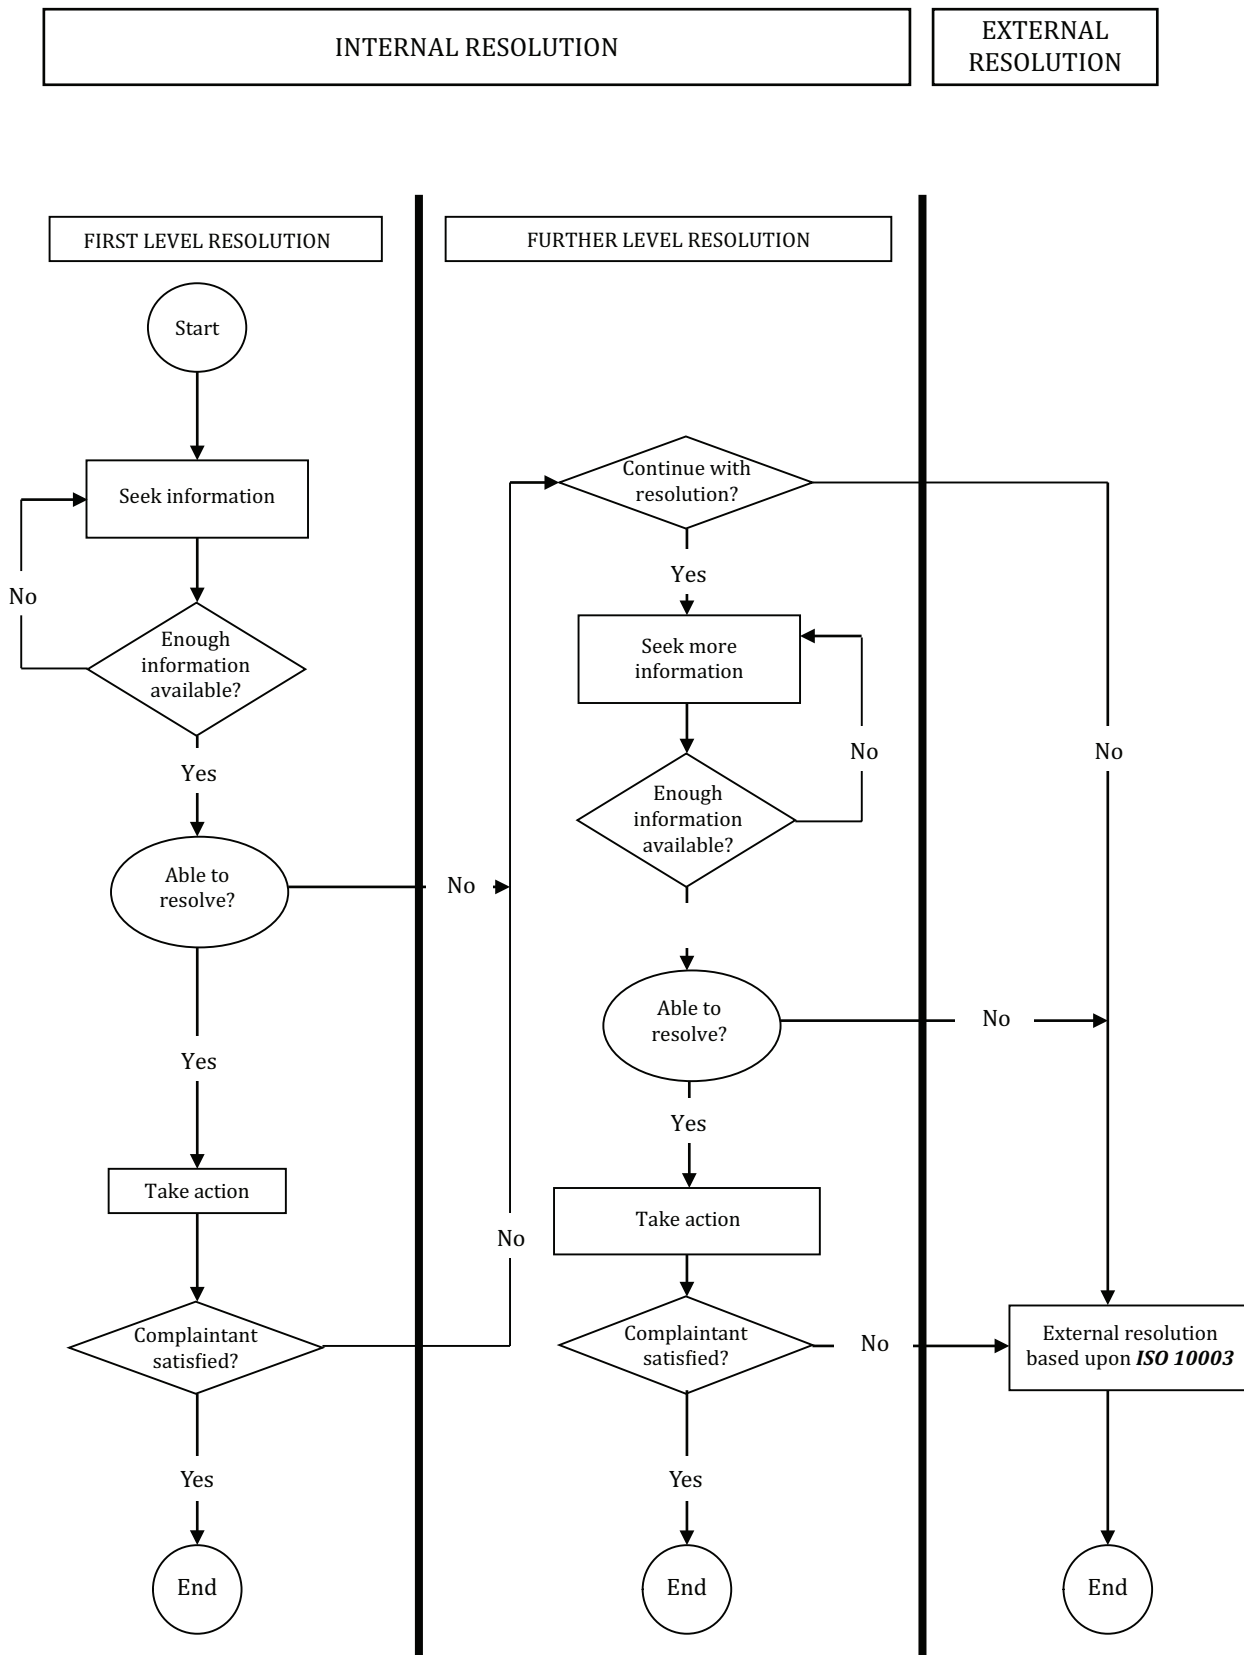 INTERNAL RESOLUTION
EXTERNAL
RESOLUTION
FIRST LEVEL RESOLUTION
FURTHER LEVEL RESOLUTION
Start
Seek information
No
Enough
information
available?
Yes
Able to
resolve?
No
Yes
Take action
No
Complaintant
satisfied?
Yes
End
Continue with
resolution?
Yes
Seek more
information
No
Enough
information
available?
Able to
resolve?
No
Yes
Take action
Complaintant
satisfied?
No
Yes
End
No
External resolution
based upon ISO 10003
End